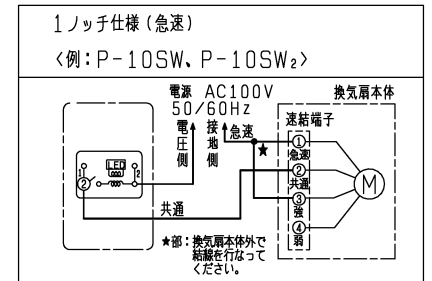 1ノッチ仕様(急速)
〈例:P-10SW、P-10SW₂〉
電源 AC100V
50/60Hz
換気扇本体
電圧側
接地側
急速
★
速結端子
① 急速
② 共通
③ 強
④ 弱
M
LED
1
2
②
共通
★部:換気扇本体外で
結線を行なって
ください。